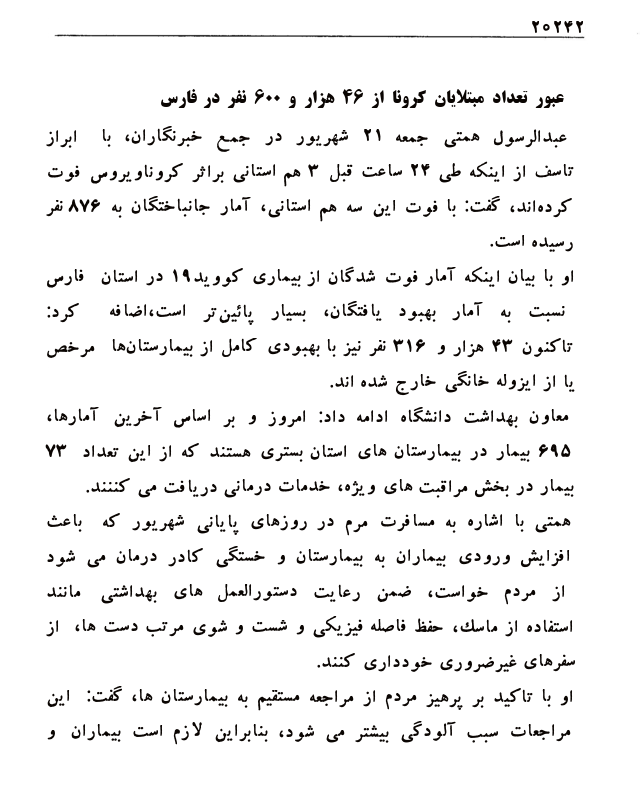 ۲۰۲۴۲
عبور تعداد مبتلایان کرونا از ۴۶ هزار و ۶۰۰ نفر در فارس
عبدالرسول همتی جمعه ۲۱ شهریور در جمع خبرنگاران، با ابراز
تاسف از اینکه طی ۲۴ ساعت قبل ۳ هم استانی براثر کروناویروس فوت
کرده‌اند، گفت: با فوت این سه هم استانی، آمار جانباختگان به ۸۷۶ نفر
رسیده است.
او با بیان اینکه آمار فوت شدگان از بیماری کووید۱۹ در استان فارس
نسبت به آمار بهبود یافتگان، بسیار پائین‌تر است،اضافه کرد:
تاکنون ۴۳ هزار و ۳۱۶ نفر نیز با بهبودی کامل از بیمارستان‌ها مرخص
یا از ایزوله خانگی خارج شده اند.
معاون بهداشت دانشگاه ادامه داد: امروز و بر اساس آخرین آمارها،
۶۹۵ بیمار در بیمارستان های استان بستری هستند که از این تعداد ۷۳
بیمار در بخش مراقبت های ویژه، خدمات درمانی دریافت می کننند.
همتی با اشاره به مسافرت مرم در روزهای پایانی شهریور که باعث
افزایش ورودی بیماران به بیمارستان و خستگی کادر درمان می شود
از مردم خواست، ضمن رعایت دستورالعمل های بهداشتی مانند
استفاده از ماسك، حفظ فاصله فیزیکی و شست و شوی مرتب دست ها، از
سفرهای غیرضروری خودداری کنند.
او با تاکید بر پرهیز مردم از مراجعه مستقیم به بیمارستان ها، گفت: این
مراجعات سبب آلودگی بیشتر می شود، بنابراین لازم است بیماران و